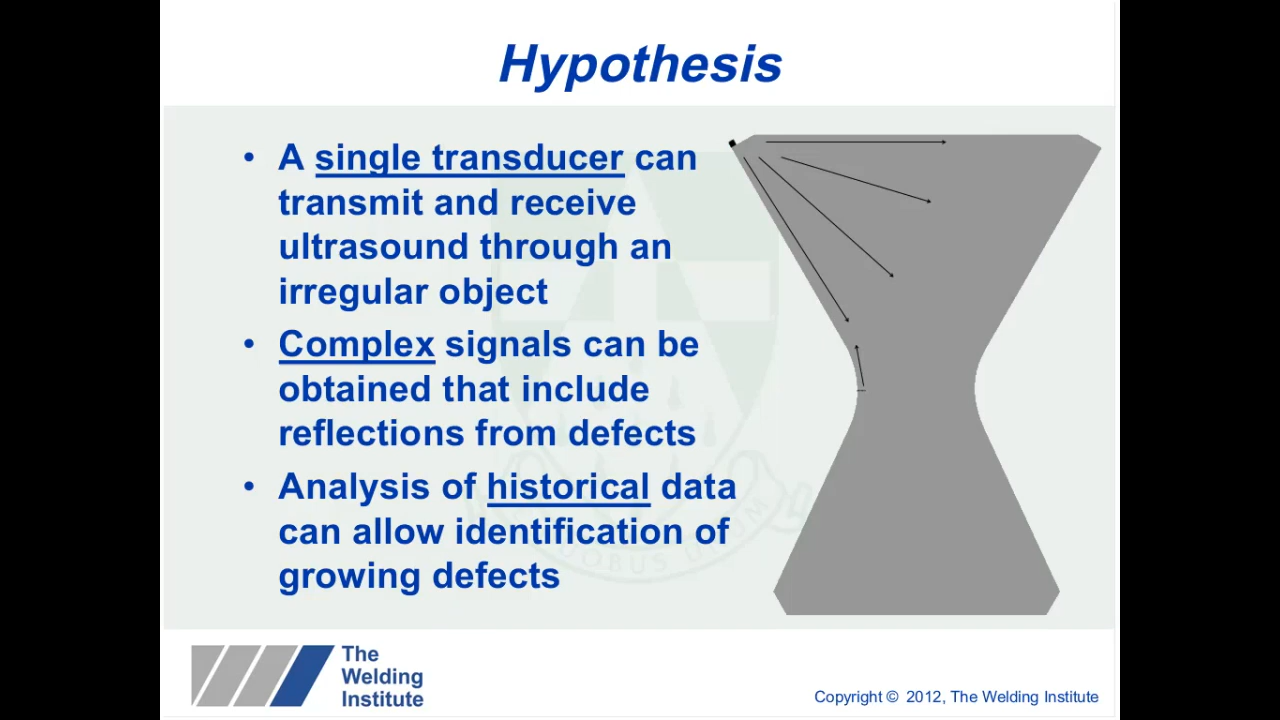 Hypothesis
• A single transducer can
transmit and receive
ultrasound through an
irregular object
• Complex signals can be
obtained that include
reflections from defects
• Analysis of historical data
can allow identification of
growing defects
The
Welding
Institute
Copyright © 2012, The Welding Institute